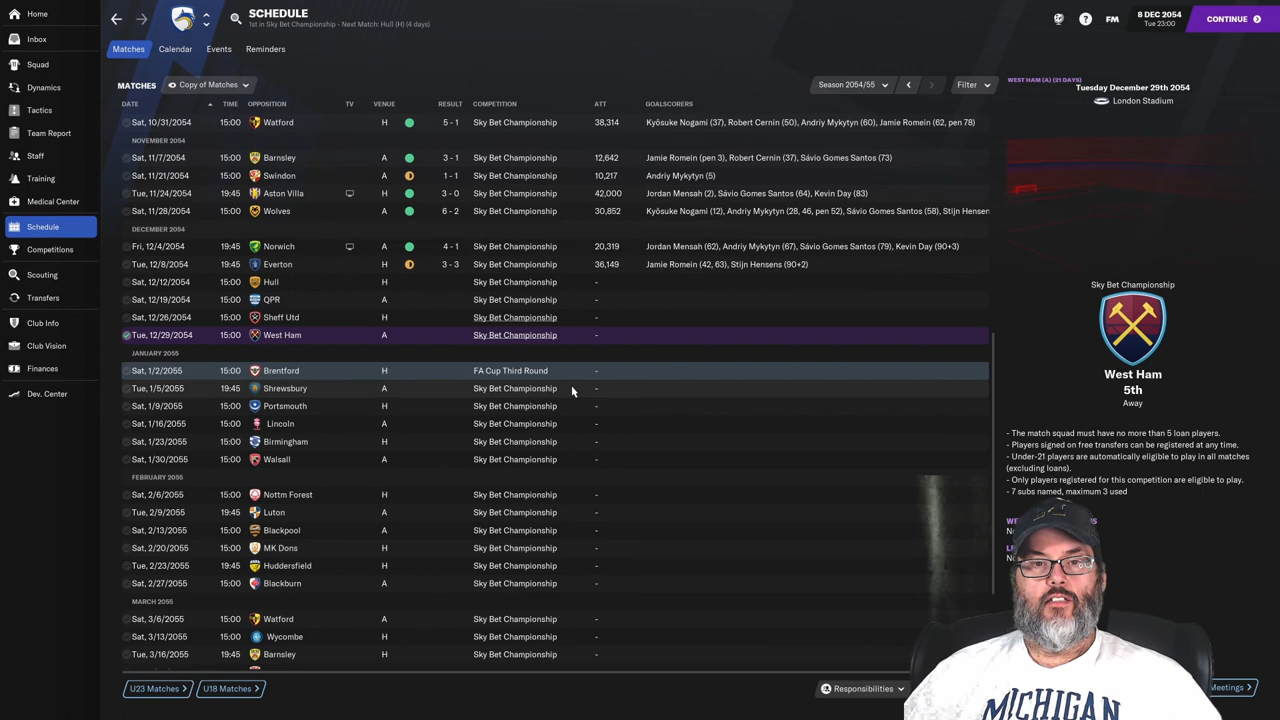 Home
SCHEDULE
1st in Sky Bet Championship - Next Match: Hull (H) (4 days)
FM
8 DEC 2054
Tue 23:00
CONTINUE
Inbox
Squad
Dynamics
Tactics
Team Report
Staff
Training
Medical Center
Schedule
Competitions
Scouting
Transfers
Club Info
Club Vision
Finances
Dev. Center
Matches Calendar Events Reminders
MATCHES Copy of Matches Season 2054/55 Filter
DATE TIME OPPOSITION TV VENUE RESULT COMPETITION ATT GOALSCORERS
Sat, 10/31/2054 15:00 Watford H 5 - 1 Sky Bet Championship 38,314 Kyōsuke Nogami (37), Robert Cernin (50), Andriy Mykytyn (60), Jamie Romein (62, pen 78)
NOVEMBER 2054
Sat, 11/7/2054 15:00 Barnsley A 3 - 1 Sky Bet Championship 12,642 Jamie Romein (pen 3), Robert Cernin (37), Sávio Gomes Santos (73)
Sat, 11/21/2054 15:00 Swindon A 1 - 1 Sky Bet Championship 10,217 Andriy Mykytyn (5)
Tue, 11/24/2054 19:45 Aston Villa H 3 - 0 Sky Bet Championship 42,000 Jordan Mensah (2), Sávio Gomes Santos (64), Kevin Day (83)
Sat, 11/28/2054 15:00 Wolves A 6 - 2 Sky Bet Championship 30,852 Kyōsuke Nogami (12), Andriy Mykytyn (28, 46, pen 52), Sávio Gomes Santos (58), Stijn Hensen
DECEMBER 2054
Fri, 12/4/2054 19:45 Norwich A 4 - 1 Sky Bet Championship 20,319 Jordan Mensah (62), Andriy Mykytyn (67), Sávio Gomes Santos (79), Kevin Day (90+3)
Tue, 12/8/2054 19:45 Everton H 3 - 3 Sky Bet Championship 36,149 Jamie Romein (42, 63), Stijn Hensens (90+2)
Sat, 12/12/2054 15:00 Hull H Sky Bet Championship -
Sat, 12/19/2054 15:00 QPR A Sky Bet Championship -
Sat, 12/26/2054 15:00 Sheff Utd H Sky Bet Championship -
Tue, 12/29/2054 15:00 West Ham A Sky Bet Championship -
JANUARY 2055
Sat, 1/2/2055 15:00 Brentford H FA Cup Third Round -
Tue, 1/5/2055 19:45 Shrewsbury A Sky Bet Championship -
Sat, 1/9/2055 15:00 Portsmouth H Sky Bet Championship -
Sat, 1/16/2055 15:00 Lincoln A Sky Bet Championship -
Sat, 1/23/2055 15:00 Birmingham H Sky Bet Championship -
Sat, 1/30/2055 15:00 Walsall A Sky Bet Championship -
FEBRUARY 2055
Sat, 2/6/2055 15:00 Nottm Forest H Sky Bet Championship -
Tue, 2/9/2055 19:45 Luton A Sky Bet Championship -
Sat, 2/13/2055 15:00 Blackpool A Sky Bet Championship -
Sat, 2/20/2055 15:00 MK Dons H Sky Bet Championship -
Tue, 2/23/2055 19:45 Huddersfield H Sky Bet Championship -
Sat, 2/27/2055 15:00 Blackburn A Sky Bet Championship -
MARCH 2055
Sat, 3/6/2055 15:00 Watford A Sky Bet Championship -
Sat, 3/13/2055 15:00 Wycombe H Sky Bet Championship -
Tue, 3/16/2055 19:45 Barnsley H Sky Bet Championship -
U23 Matches U18 Matches Responsibilities Meetings
WEST HAM (A) (21 DAYS)
Tuesday December 29th 2054
London Stadium
Sky Bet Championship
West Ham
5th
Away
- The match squad must have no more than 5 loan players.
- Players signed on free transfers can be registered at any time.
- Under-21 players are automatically eligible to play in all matches
(excluding loans).
- Only players registered for this competition are eligible to play.
- 7 subs named, maximum 3 used
MICHIGAN